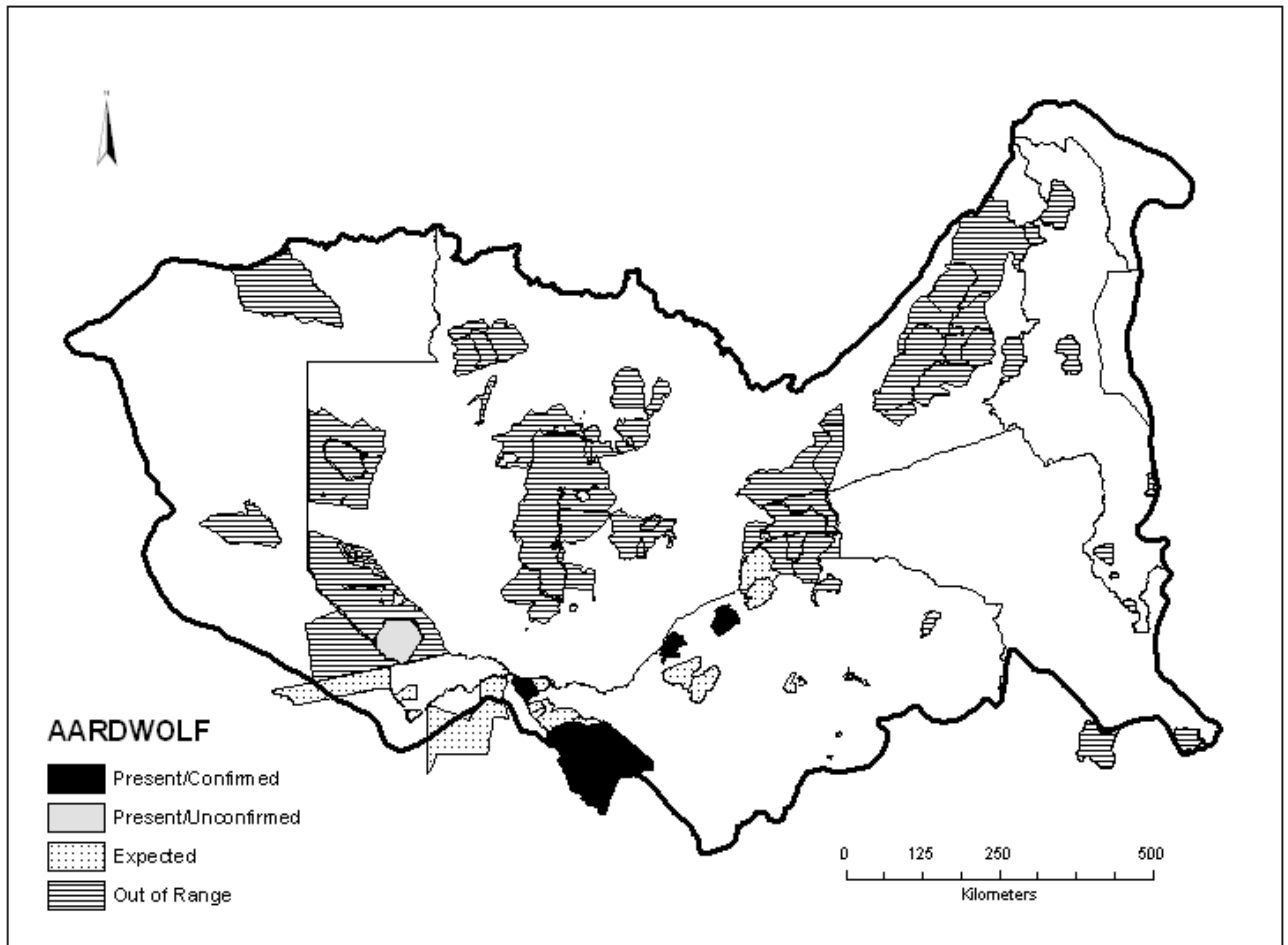 N
AARDWOLF
Present/Confirmed
Present/Unconfirmed
Expected
Out of Range
0 125 250 500
Kilometers